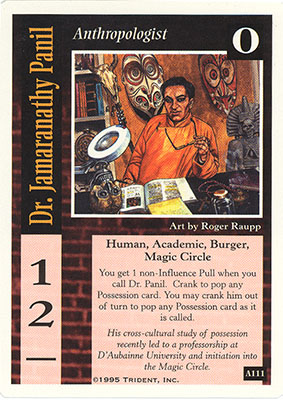 Dr. Jamaranathy Panil
Anthropologist
0
Art by Roger Raupp
1
2
—
Human, Academic, Burger,
Magic Circle
You get 1 non-Influence Pull when you
call Dr. Panil. Crank to pop any
Possession card. You may crank him out
of turn to pop any Possession card as it
is called.
His cross-cultural study of possession
recently led to a professorship at
D'Aubainne University and initiation into
the Magic Circle.
©1995 TRIDENT, INC.
A111